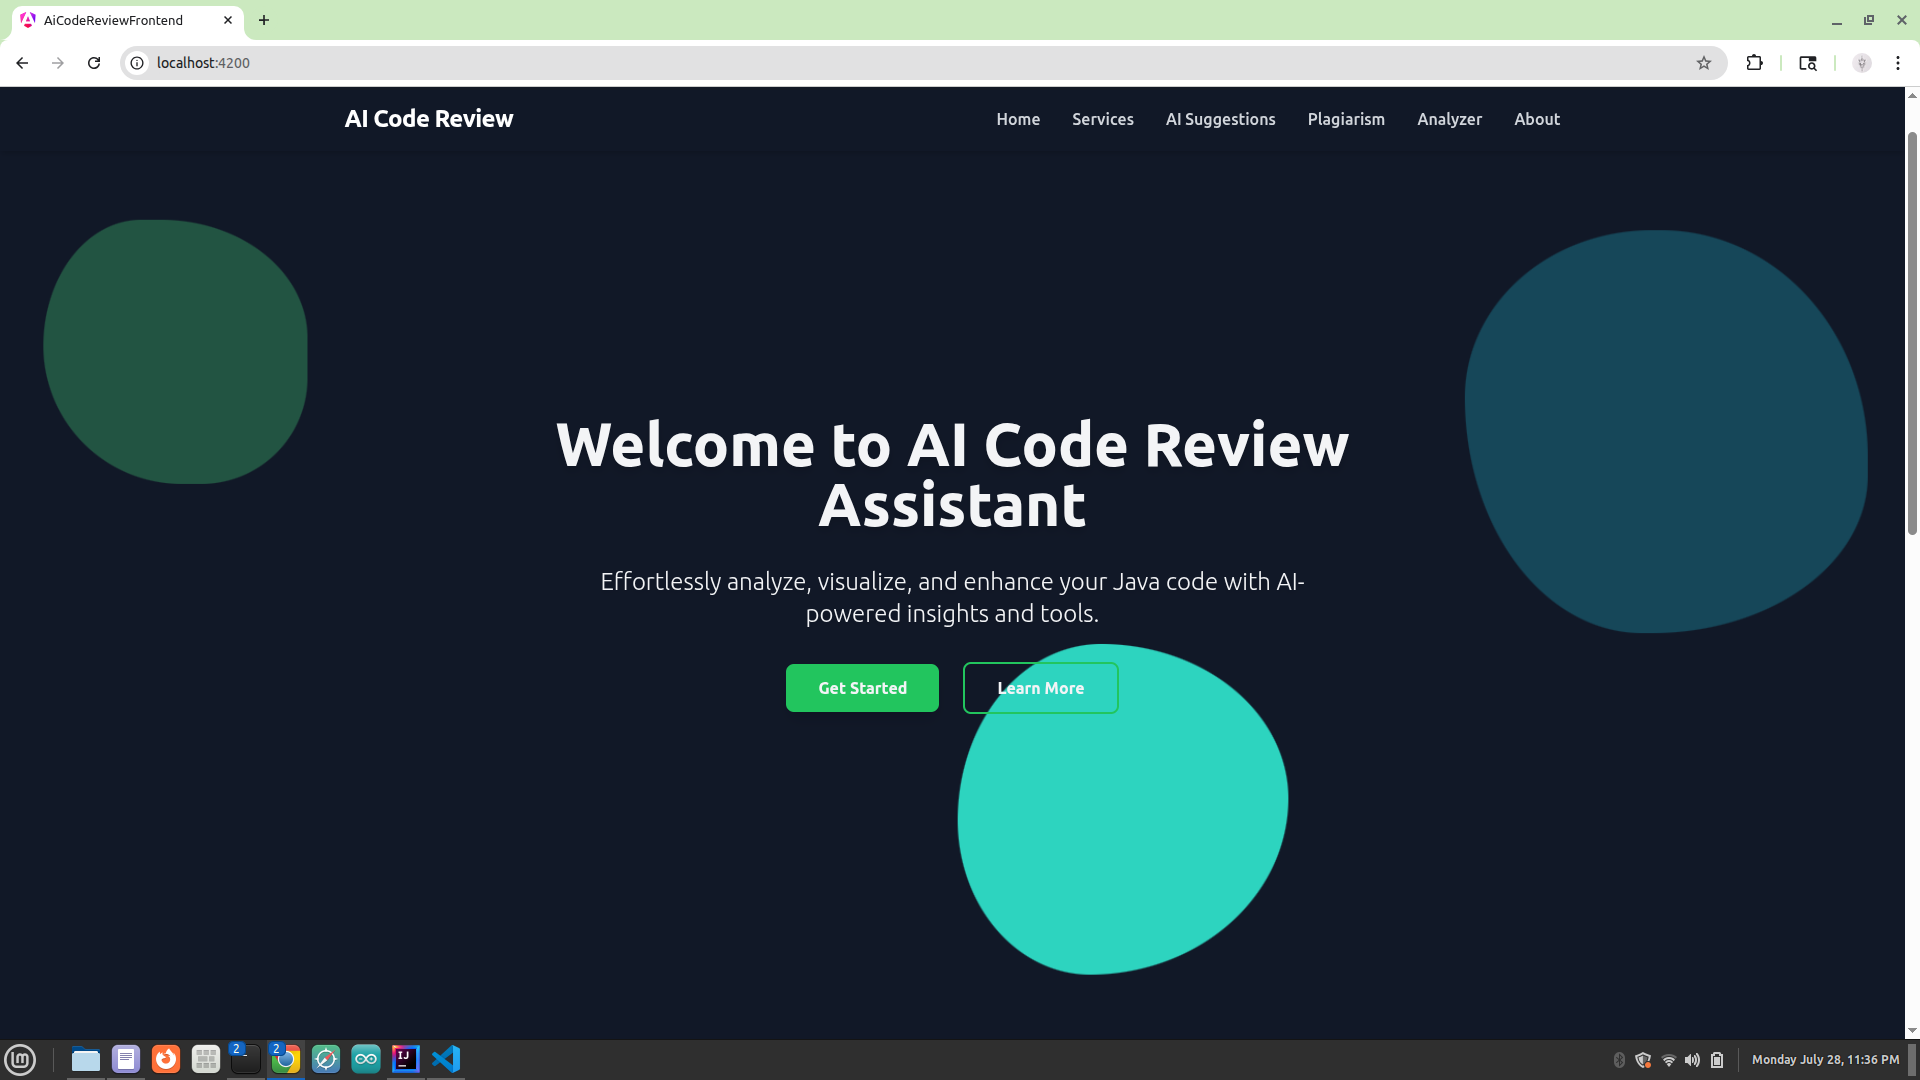 AiCodeReviewFrontend
localhost:4200
AI Code Review
Home
Services
AI Suggestions
Plagiarism
Analyzer
About
Welcome to AI Code Review
Assistant
Effortlessly analyze, visualize, and enhance your Java code with AI-
powered insights and tools.
Get Started
Learn More
2
2
IJ
Monday July 28, 11:36 PM